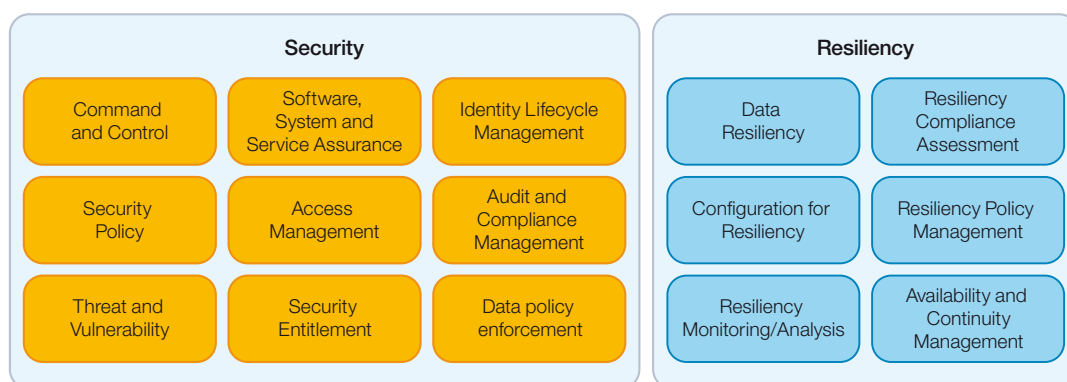 Security
Command
and Control
Software,
System and
Service Assurance
Identity Lifecycle
Management
Security
Policy
Access
Management
Audit and
Compliance
Management
Threat and
Vulnerability
Security
Entitlement
Data policy
enforcement
Resiliency
Data
Resiliency
Resiliency
Compliance
Assessment
Configuration for
Resiliency
Resiliency Policy
Management
Resiliency
Monitoring/Analysis
Availability and
Continuity
Management